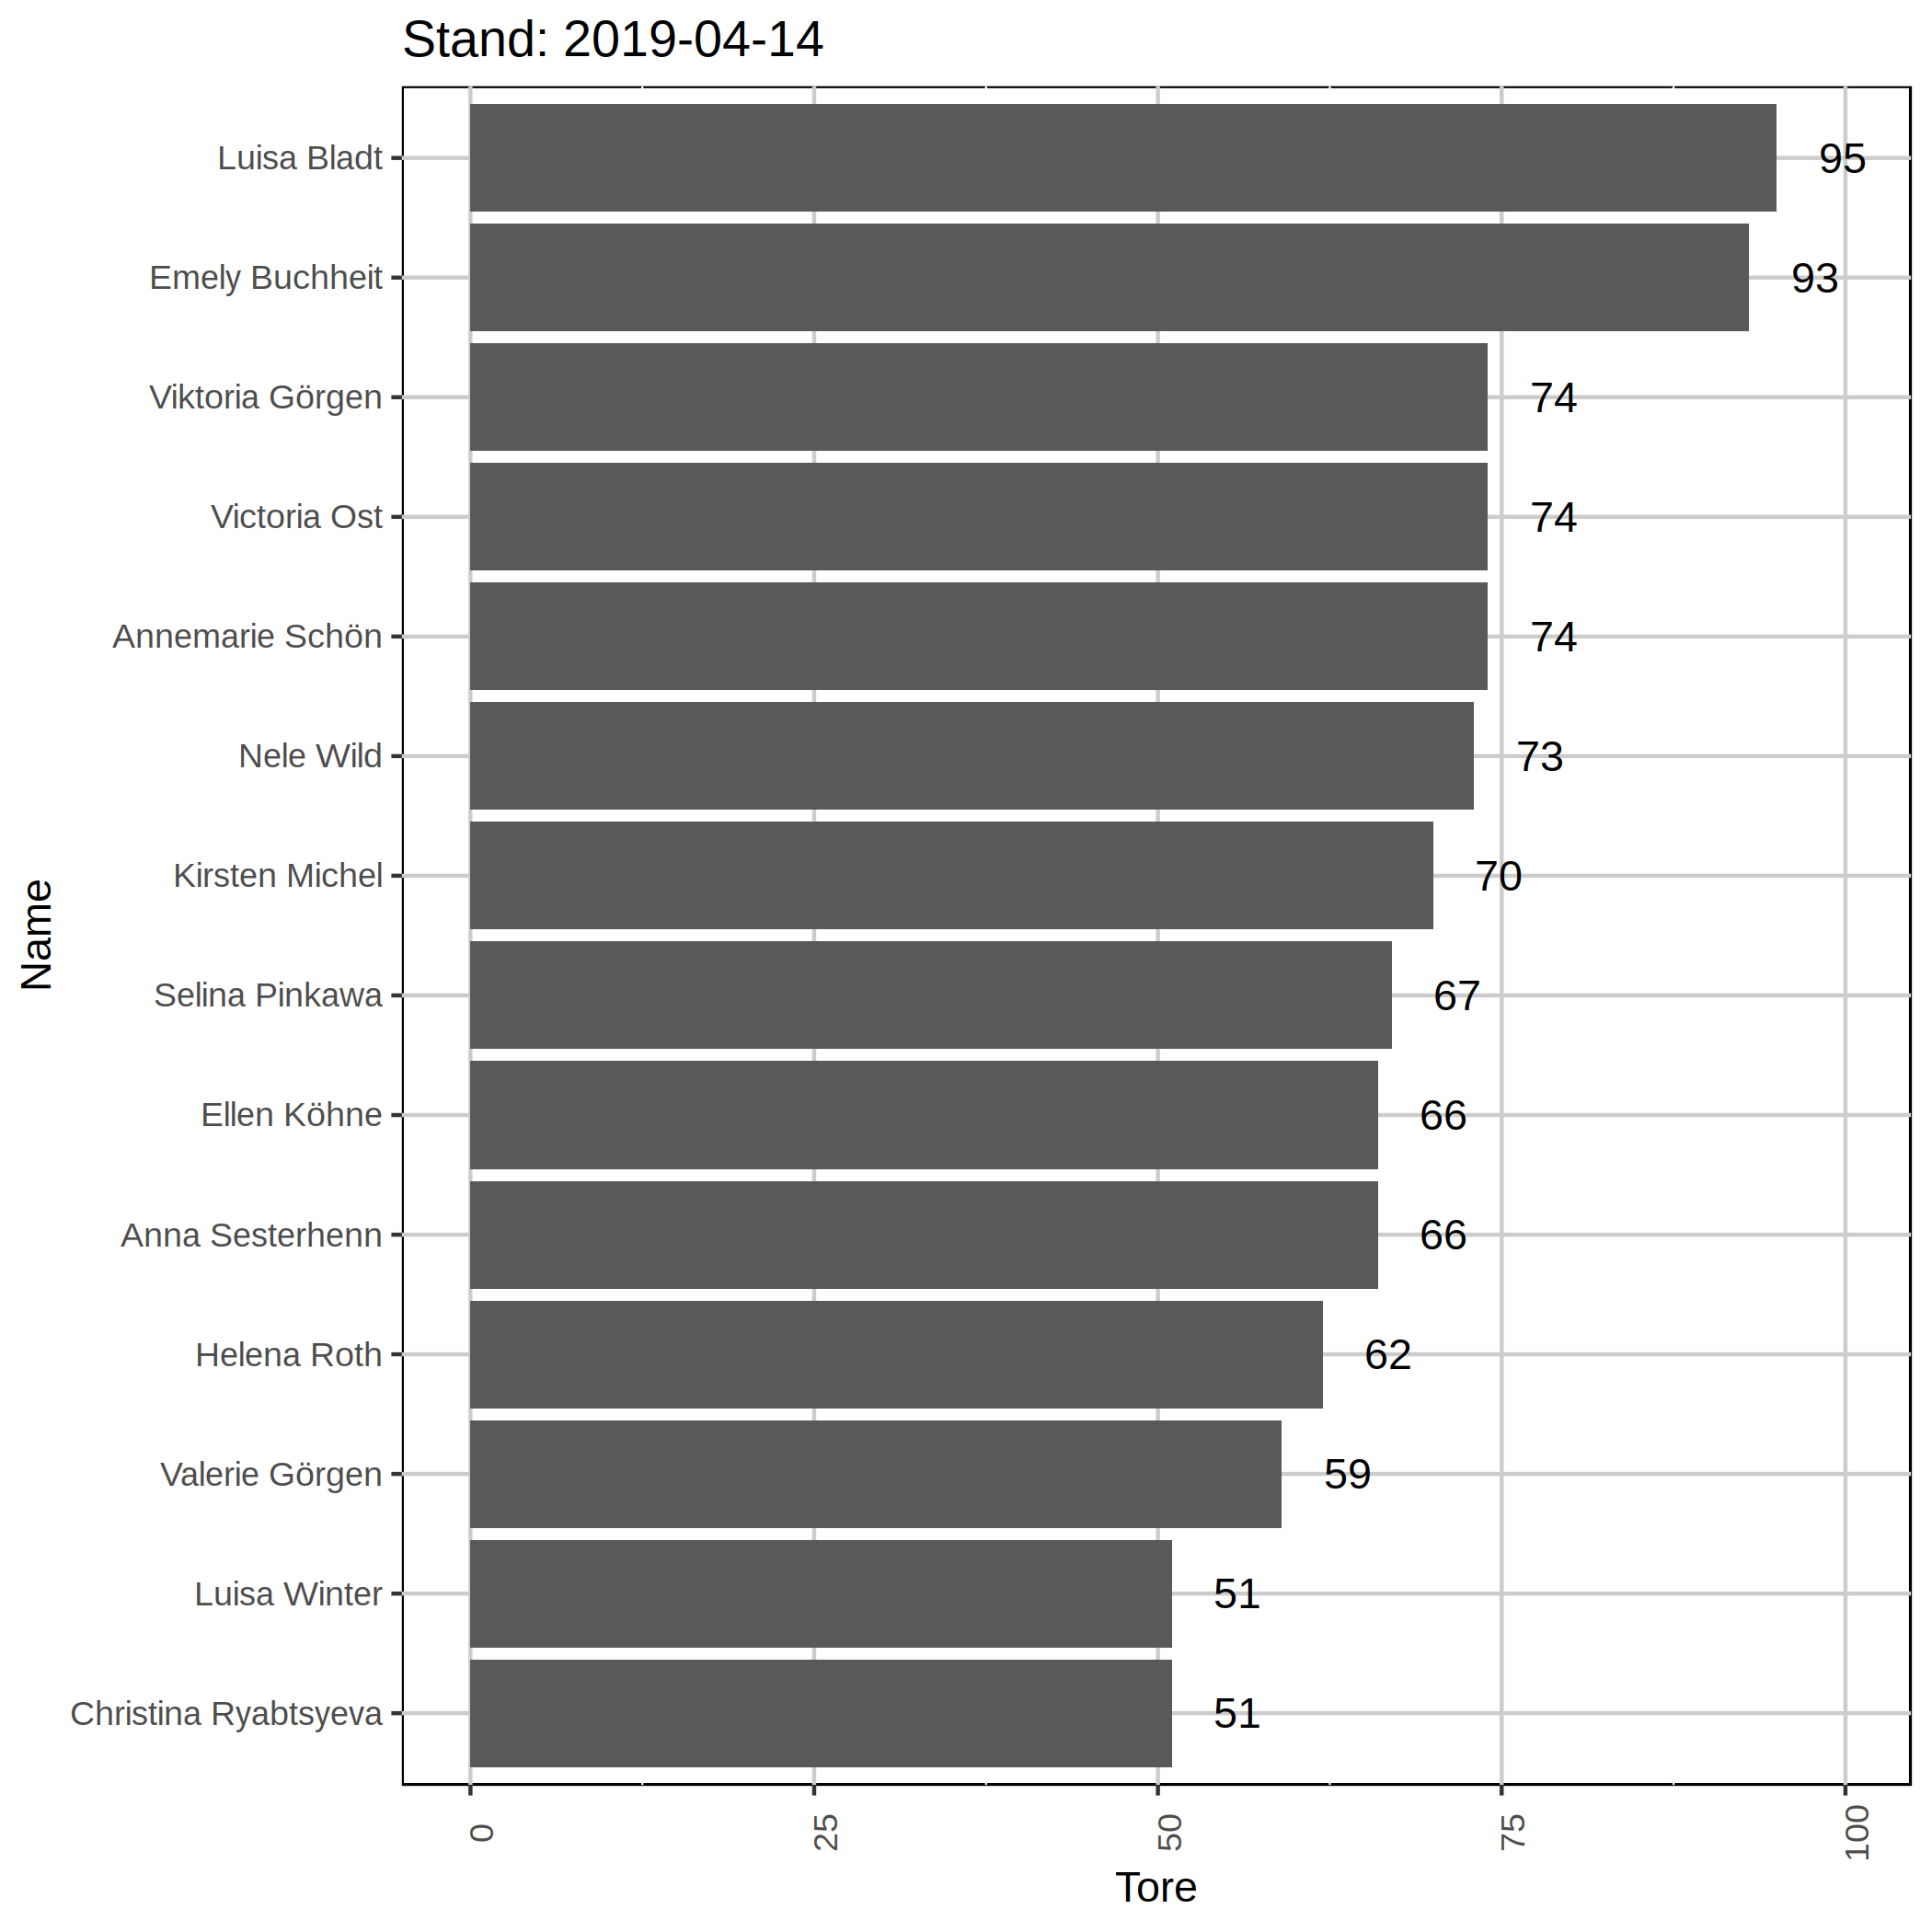 Stand: 2019-04-14
Luisa Bladt 95
Emely Buchheit 93
Viktoria Görgen 74
Victoria Ost 74
Annemarie Schön 74
Nele Wild 73
Kirsten Michel 70
Selina Pinkawa 67
Ellen Köhne 66
Anna Sesterhenn 66
Helena Roth 62
Valerie Görgen 59
Luisa Winter 51
Christina Ryabtsyeva 51
Name
0 25 50 75 100
Tore